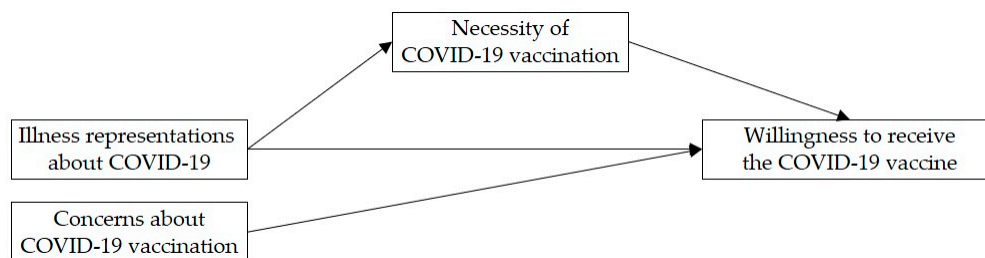 Necessity of
COVID-19 vaccination
Illness representations
about COVID-19
Willingness to receive
the COVID-19 vaccine
Concerns about
COVID-19 vaccination